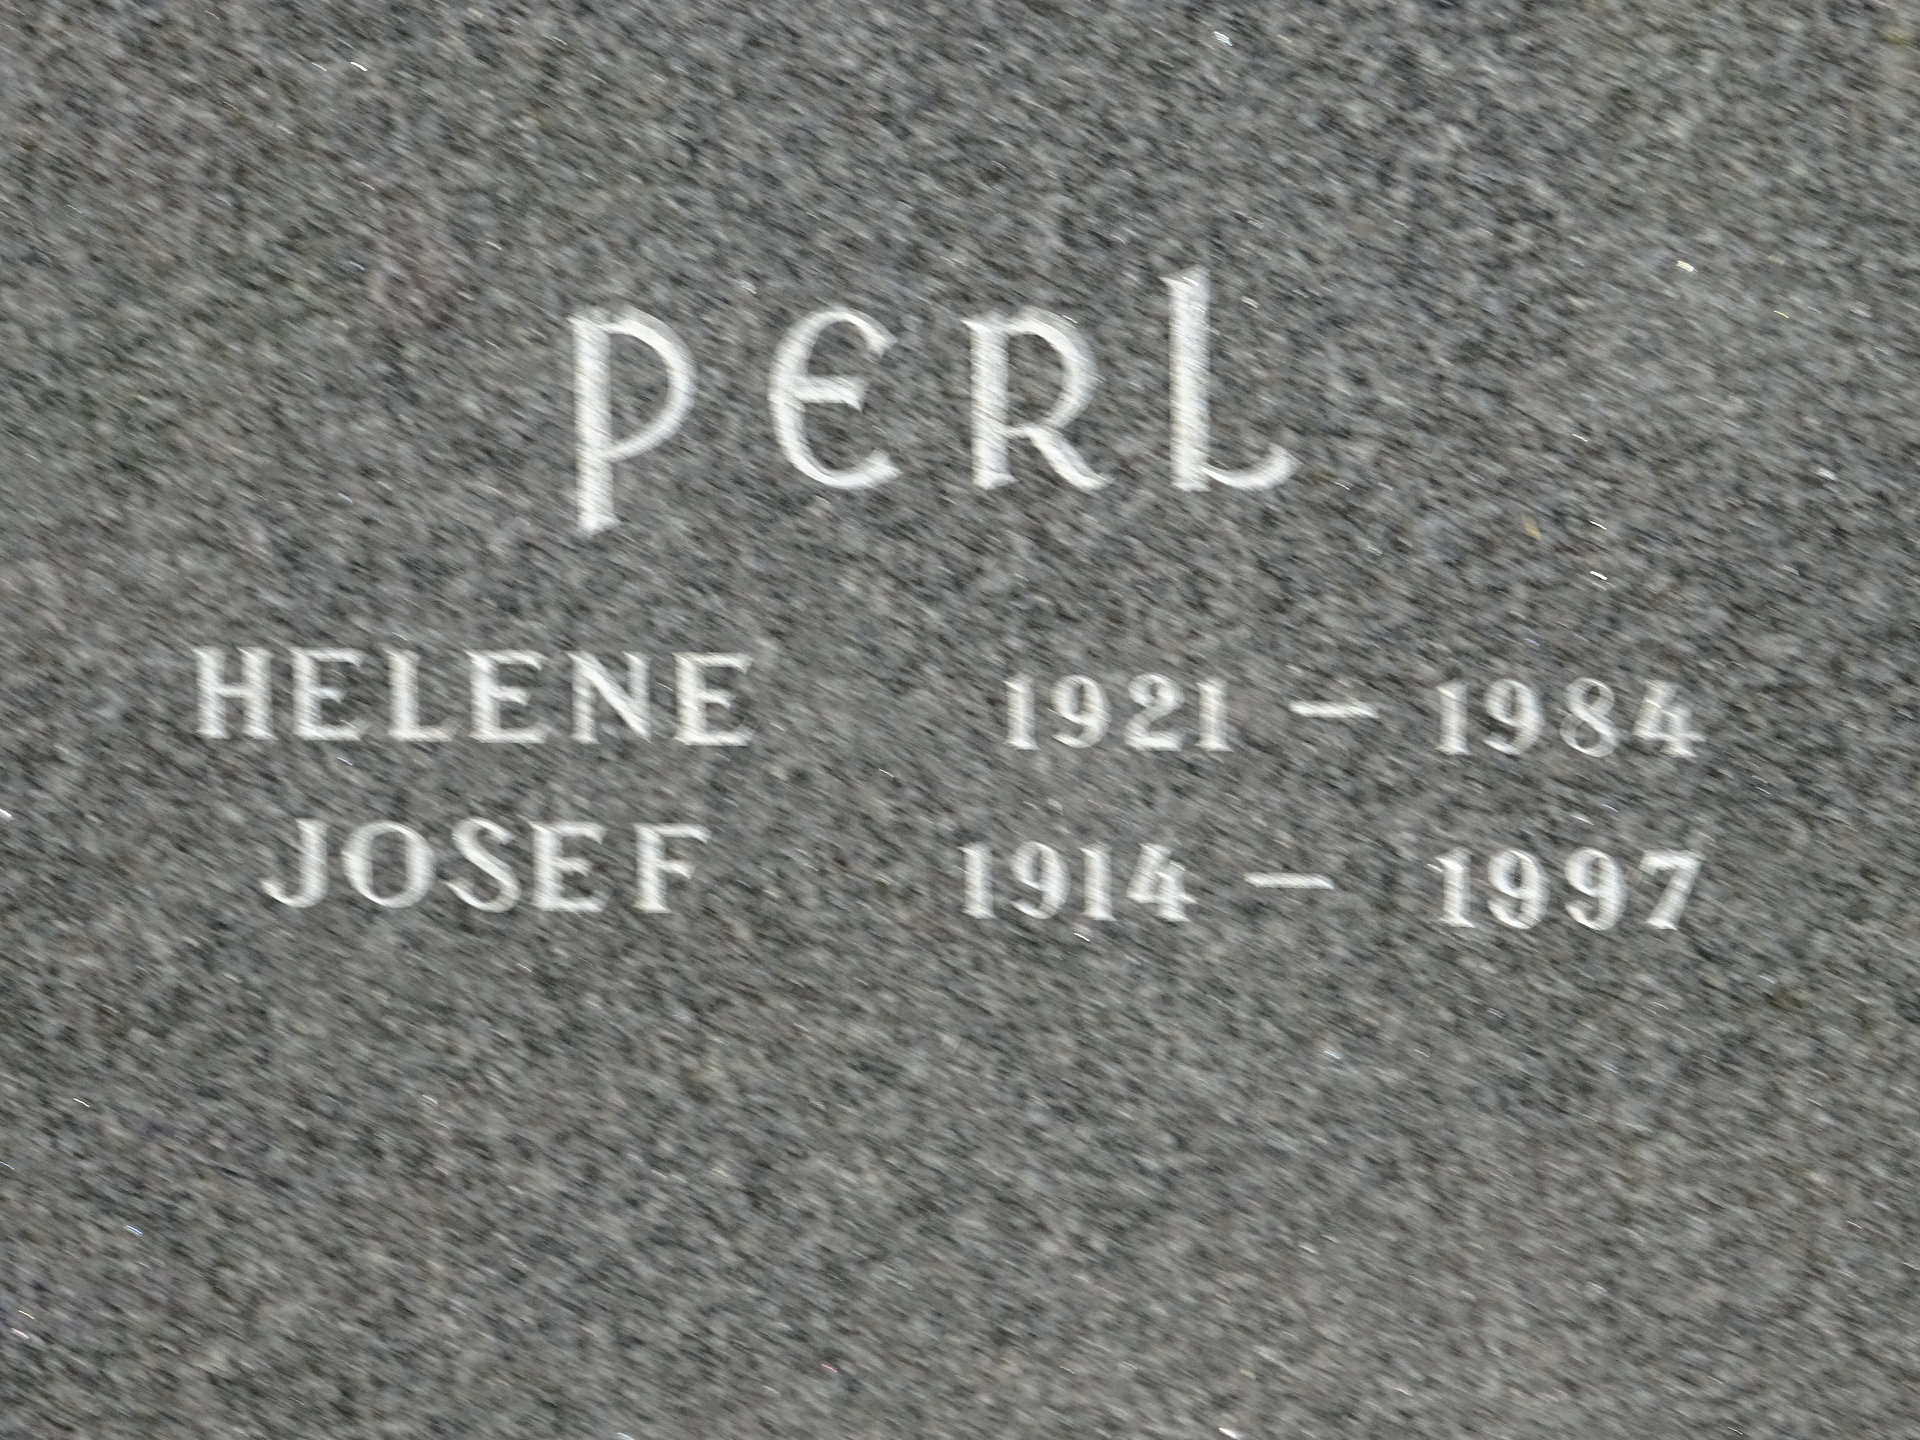 PERL
HELENE 1921 – 1984
JOSEF 1914 – 1997